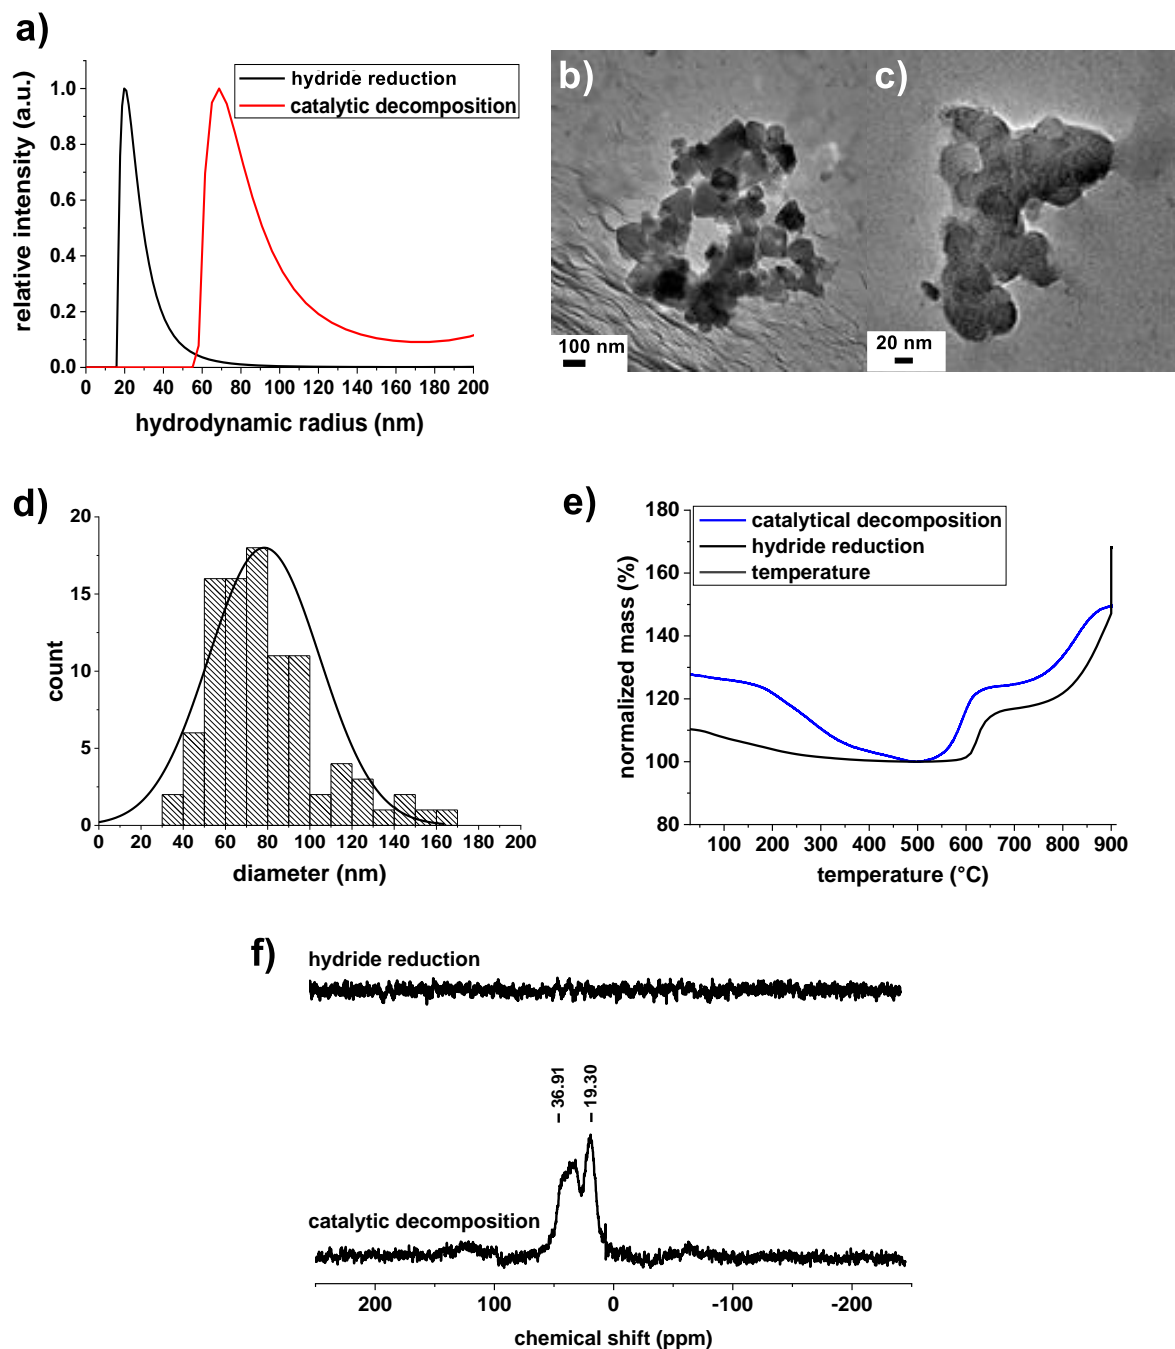 a)
relative intensity (a.u.)
1.0
0.8
0.6
0.4
0.2
0.0
0 20 40 60 80 100 120 140 160 180 200
hydrodynamic radius (nm)
hydride reduction
catalytic decomposition
b)
100 nm
c)
20 nm
d)
count
20
15
10
5
0
0 20 40 60 80 100 120 140 160 180 200
diameter (nm)
e)
normalized mass (%)
180
160
140
120
100
80
100 200 300 400 500 600 700 800 900
temperature (°C)
catalytical decomposition
hydride reduction
temperature
f)
hydride reduction
36.91
19.30
catalytic decomposition
200 100 0 -100 -200
chemical shift (ppm)